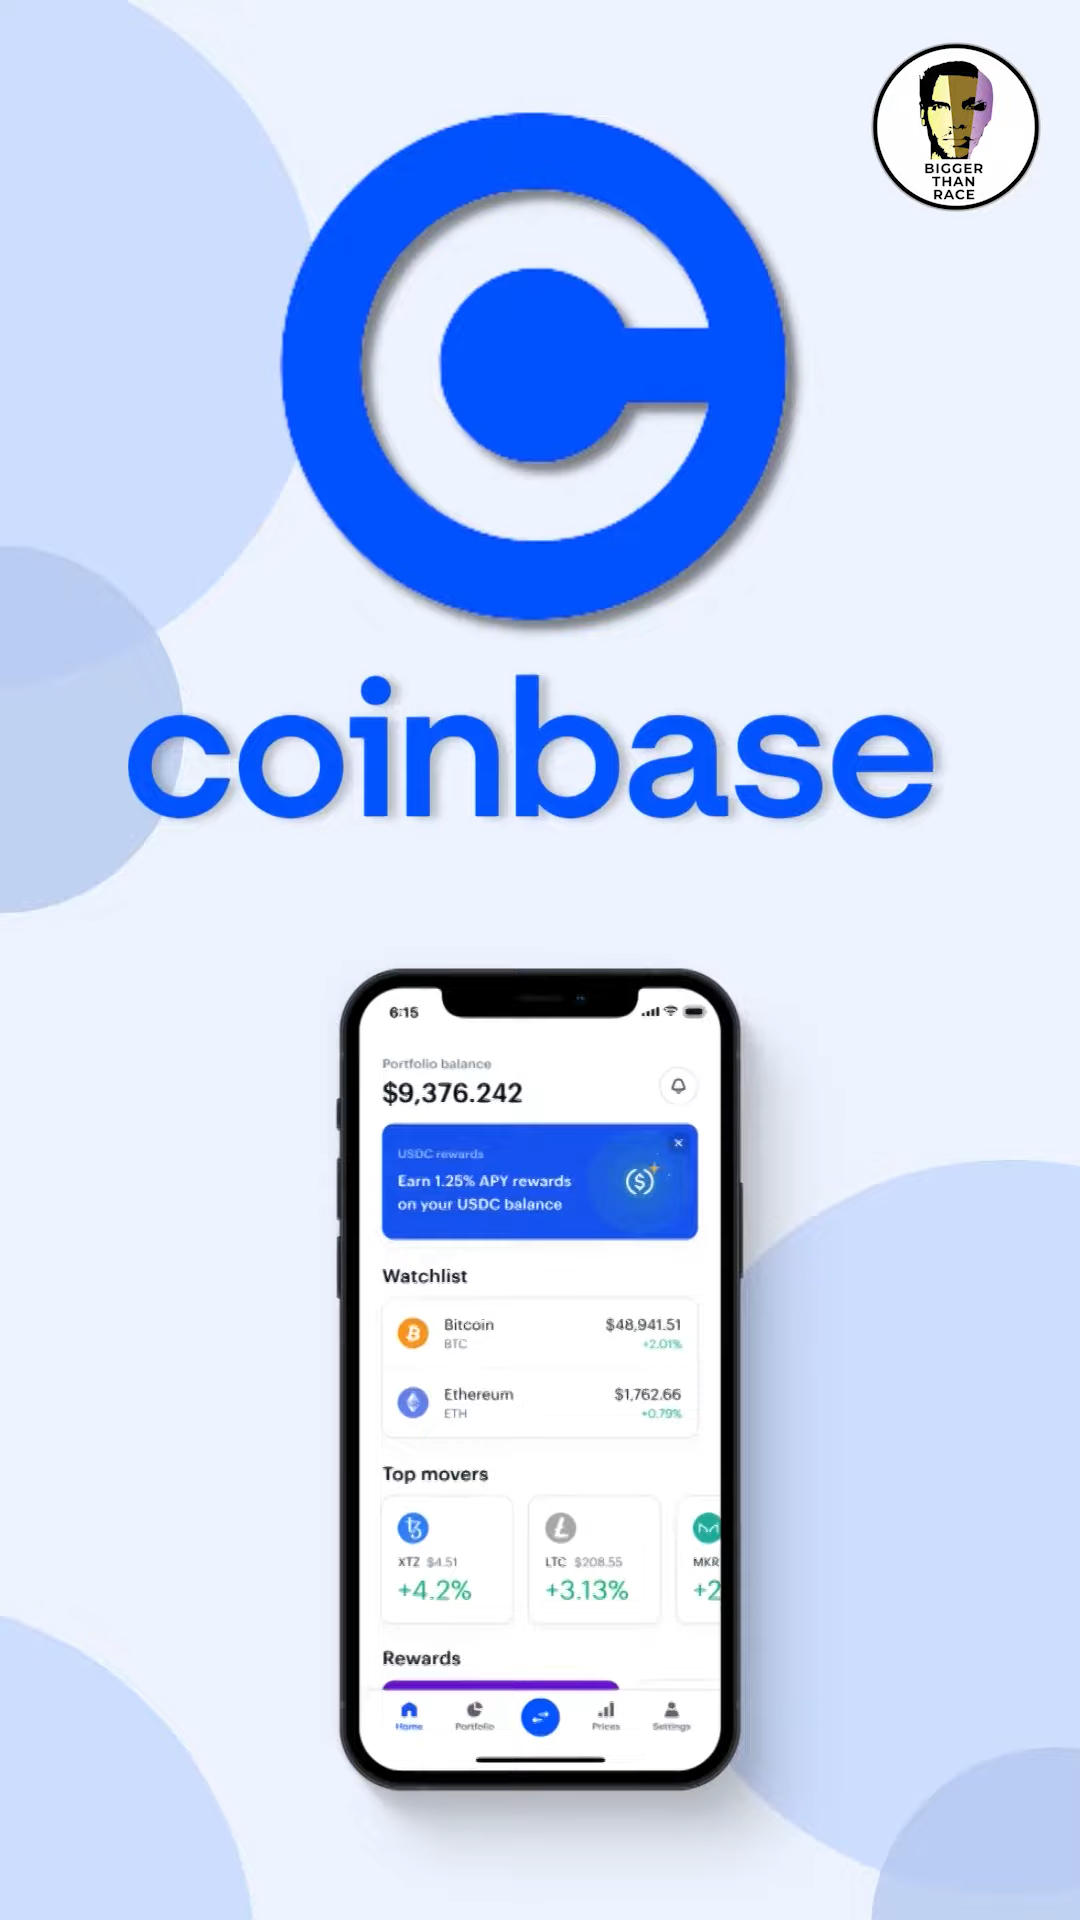 BIGGER
THAN
RACE
coinbase
6:15
Portfolio balance
$9,376.242
USDC rewards
Earn 1.25% APY rewards
on your USDC balance
Watchlist
Bitcoin $48,941.51
BTC +2.01%
Ethereum $1,762.66
ETH +0.79%
Top movers
XTZ $4.51 LTC $208.55 MKR
+4.2% +3.13% +2
Rewards
Home Portfolio Prices Settings